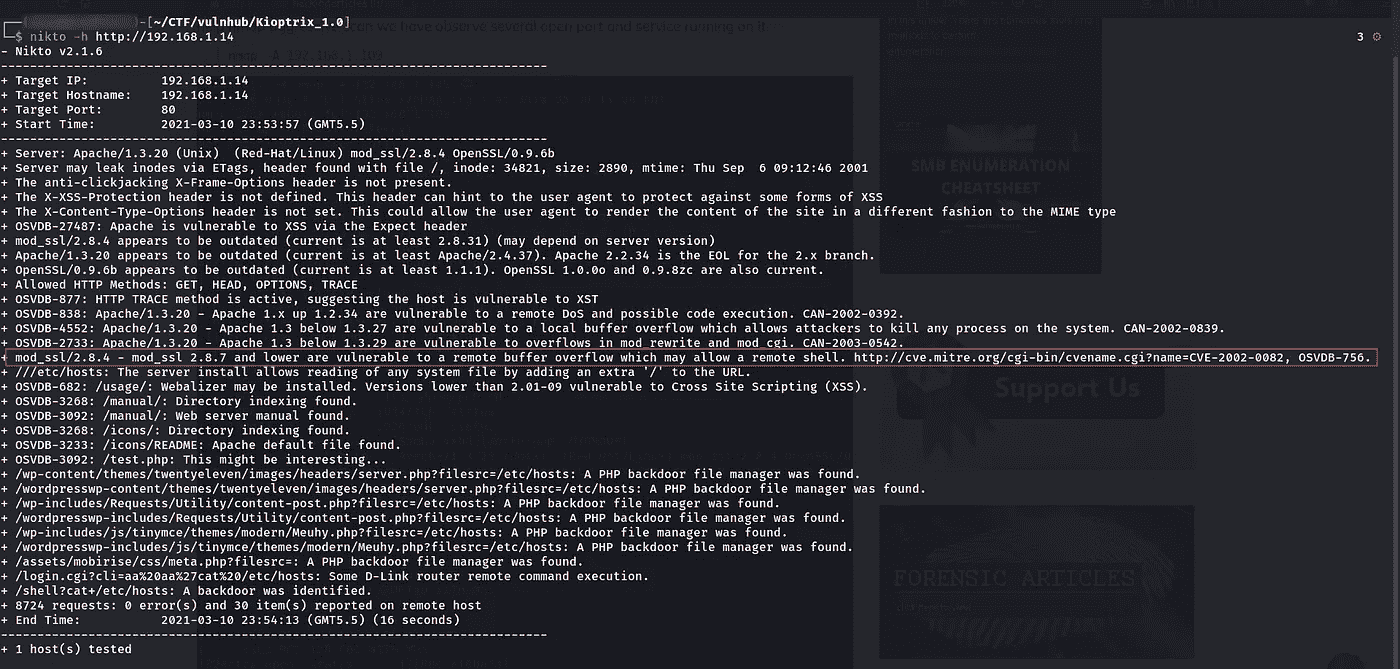 -[~/CTF/vulnhub/Kioptrix_1.0]
$ nikto -h http://192.168.1.14
3
- Nikto v2.1.6
---------------------------------------------------------------------------
+ Target IP:          192.168.1.14
+ Target Hostname:    192.168.1.14
+ Target Port:        80
+ Start Time:         2021-03-10 23:53:57 (GMT5.5)
---------------------------------------------------------------------------
+ Server: Apache/1.3.20 (Unix)  (Red-Hat/Linux) mod_ssl/2.8.4 OpenSSL/0.9.6b
+ Server may leak inodes via ETags, header found with file /, inode: 34821, size: 2890, mtime: Thu Sep  6 09:12:46 2001
+ The anti-clickjacking X-Frame-Options header is not present.
+ The X-XSS-Protection header is not defined. This header can hint to the user agent to protect against some forms of XSS
+ The X-Content-Type-Options header is not set. This could allow the user agent to render the content of the site in a different fashion to the MIME type
+ OSVDB-27487: Apache is vulnerable to XSS via the Expect header
+ mod_ssl/2.8.4 appears to be outdated (current is at least 2.8.31) (may depend on server version)
+ Apache/1.3.20 appears to be outdated (current is at least Apache/2.4.37). Apache 2.2.34 is the EOL for the 2.x branch.
+ OpenSSL/0.9.6b appears to be outdated (current is at least 1.1.1). OpenSSL 1.0.0o and 0.9.8zc are also current.
+ Allowed HTTP Methods: GET, HEAD, OPTIONS, TRACE
+ OSVDB-877: HTTP TRACE method is active, suggesting the host is vulnerable to XST
+ OSVDB-838: Apache/1.3.20 - Apache 1.x up 1.2.34 are vulnerable to a remote DoS and possible code execution. CAN-2002-0392.
+ OSVDB-4552: Apache/1.3.20 - Apache 1.3 below 1.3.27 are vulnerable to a local buffer overflow which allows attackers to kill any process on the system. CAN-2002-0839.
+ OSVDB-2733: Apache/1.3.20 - Apache 1.3 below 1.3.29 are vulnerable to overflows in mod_rewrite and mod_cgi. CAN-2003-0542.
+ mod_ssl/2.8.4 - mod_ssl 2.8.7 and lower are vulnerable to a remote buffer overflow which may allow a remote shell. http://cve.mitre.org/cgi-bin/cvename.cgi?name=CVE-2002-0082, OSVDB-756.
+ ///etc/hosts: The server install allows reading of any system file by adding an extra '/' to the URL.
+ OSVDB-682: /usage/: Webalizer may be installed. Versions lower than 2.01-09 vulnerable to Cross Site Scripting (XSS).
+ OSVDB-3268: /manual/: Directory indexing found.
+ OSVDB-3092: /manual/: Web server manual found.
+ OSVDB-3268: /icons/: Directory indexing found.
+ OSVDB-3233: /icons/README: Apache default file found.
+ OSVDB-3092: /test.php: This might be interesting...
+ /wp-content/themes/twentyeleven/images/headers/server.php?filesrc=/etc/hosts: A PHP backdoor file manager was found.
+ /wordpresswp-content/themes/twentyeleven/images/headers/server.php?filesrc=/etc/hosts: A PHP backdoor file manager was found.
+ /wp-includes/Requests/Utility/content-post.php?filesrc=/etc/hosts: A PHP backdoor file manager was found.
+ /wordpresswp-includes/Requests/Utility/content-post.php?filesrc=/etc/hosts: A PHP backdoor file manager was found.
+ /wp-includes/js/tinymce/themes/modern/Meuhy.php?filesrc=/etc/hosts: A PHP backdoor file manager was found.
+ /wordpresswp-includes/js/tinymce/themes/modern/Meuhy.php?filesrc=/etc/hosts: A PHP backdoor file manager was found.
+ /assets/mobirise/css/meta.php?filesrc=: A PHP backdoor file manager was found.
+ /login.cgi?cli=aa%20aa%27cat%20/etc/hosts: Some D-Link router remote command execution.
+ /shell?cat+/etc/hosts: A backdoor was identified.
+ 8724 requests: 0 error(s) and 30 item(s) reported on remote host
+ End Time:           2021-03-10 23:54:13 (GMT5.5) (16 seconds)
---------------------------------------------------------------------------
+ 1 host(s) tested
SMB ENUMERATION
CHEATSHEET
Support Us
FORENSIC ARTICLES